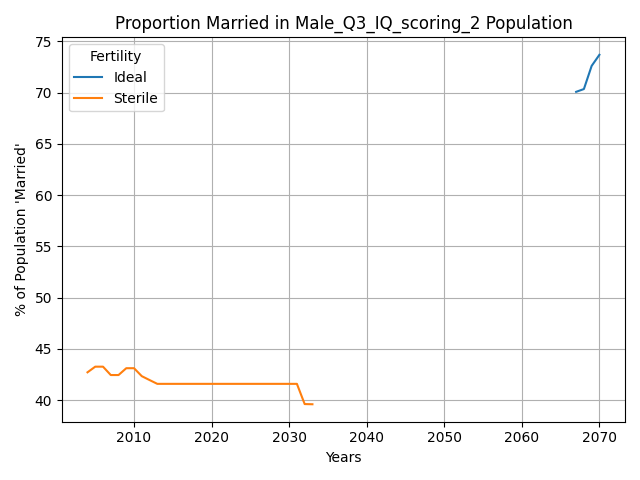 Proportion Married in Male_Q3_IQ_scoring_2 Population
75
70
65
60
55
50
45
40
% of Population 'Married'
Fertility
Ideal
Sterile
2010 2020 2030 2040 2050 2060 2070
Years